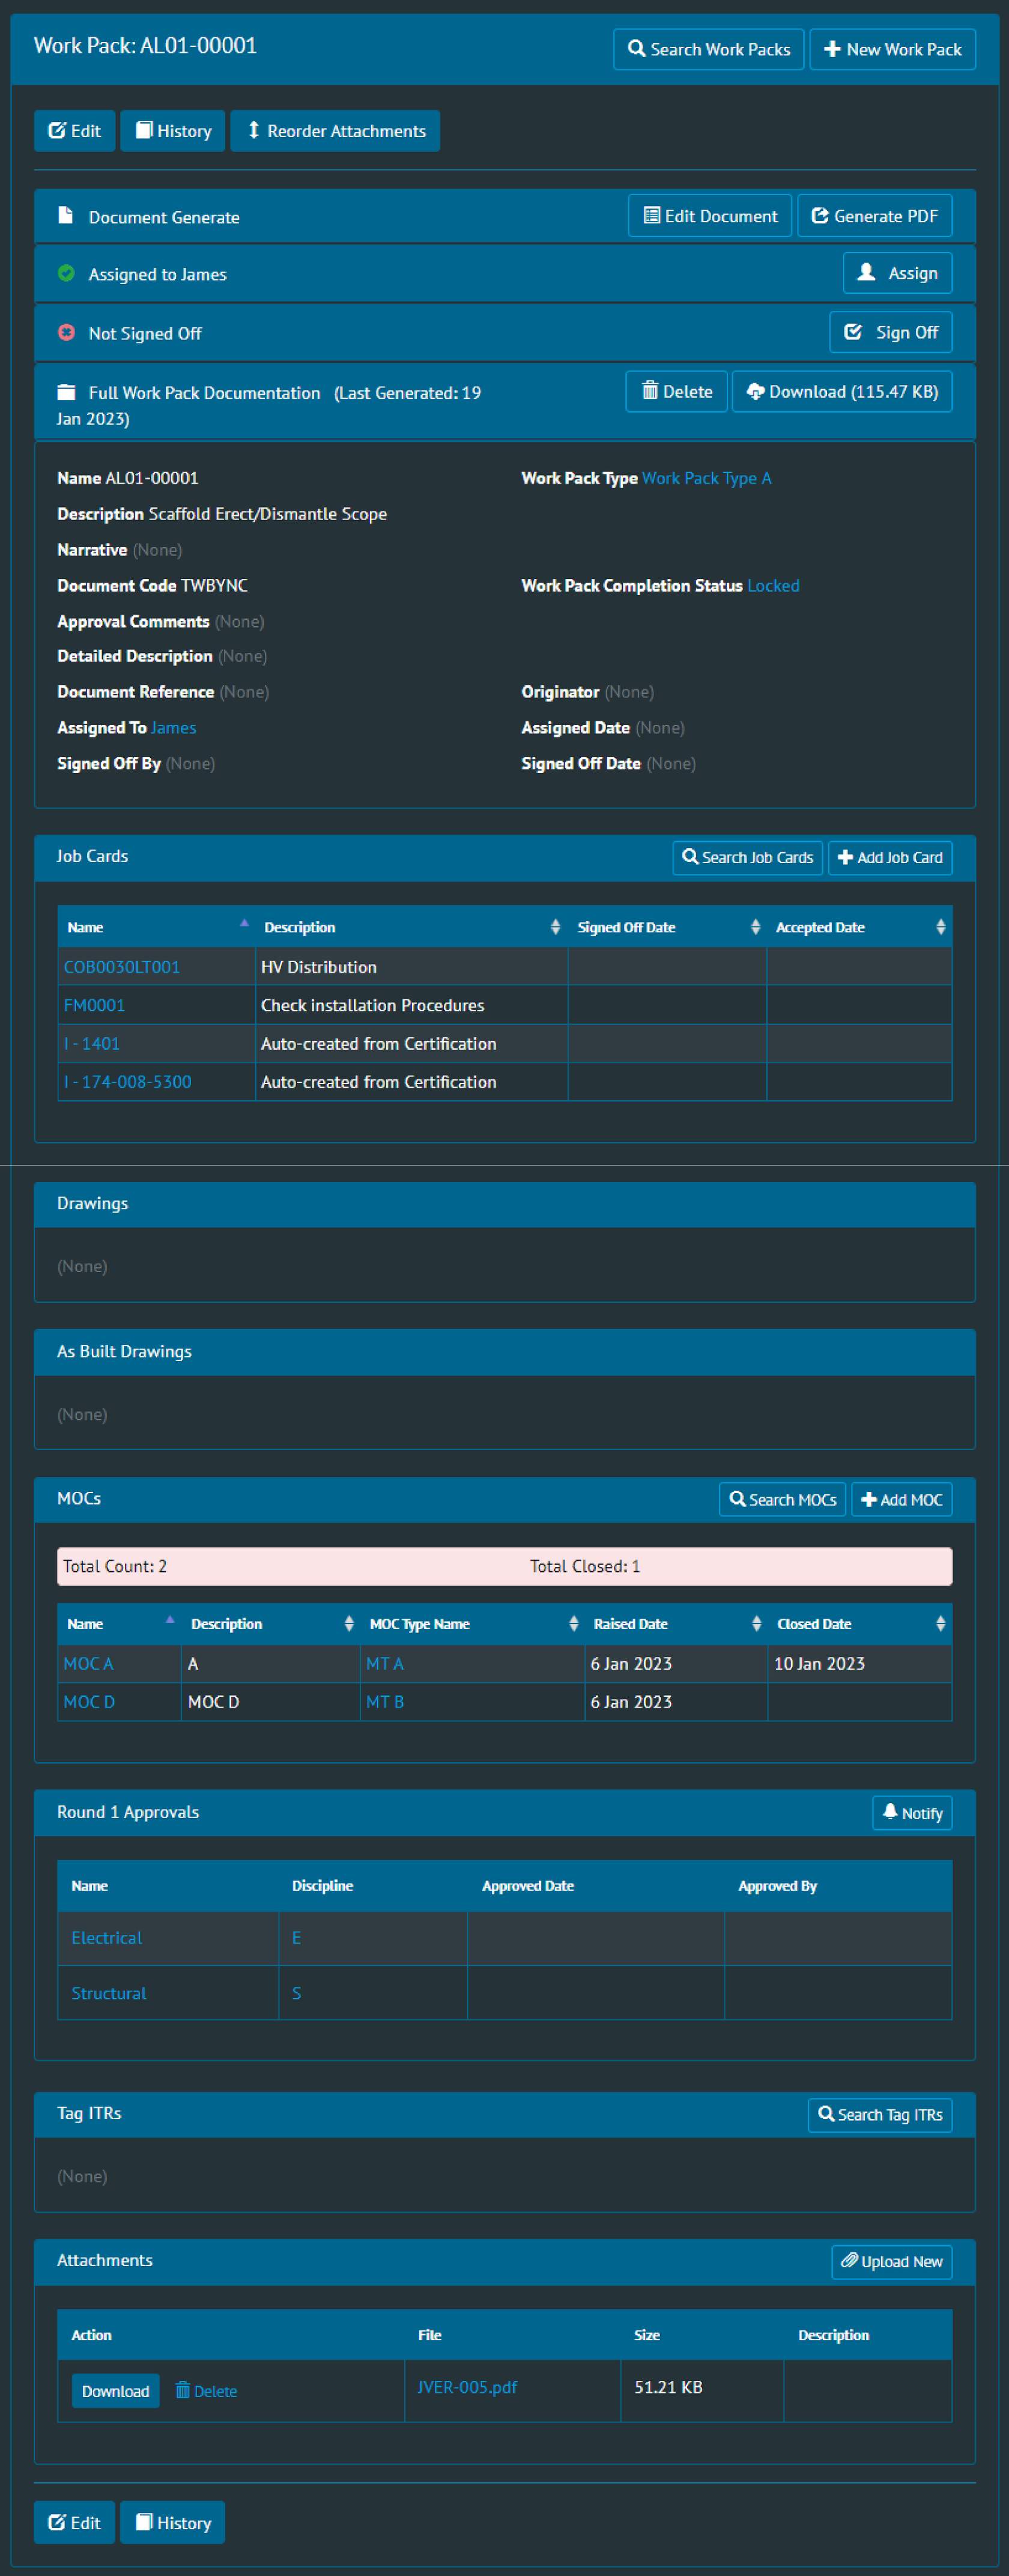 Work Pack: AL01-00001
Search Work Packs
New Work Pack
Edit
History
Reorder Attachments
Document Generate
Edit Document
Generate PDF
Assigned to James
Assign
Not Signed Off
Sign Off
Full Work Pack Documentation (Last Generated: 19
Jan 2023)
Delete
Download (115.47 KB)
Name AL01-00001
Work Pack Type Work Pack Type A
Description Scaffold Erect/Dismantle Scope
Narrative (None)
Document Code TWBYNC
Work Pack Completion Status Locked
Approval Comments (None)
Detailed Description (None)
Document Reference (None)
Originator (None)
Assigned To James
Assigned Date (None)
Signed Off By (None)
Signed Off Date (None)
Job Cards
Search Job Cards
Add Job Card
Name Description Signed Off Date Accepted Date
COB0030LT001 HV Distribution
FM0001 Check installation Procedures
I - 1401 Auto-created from Certification
I - 174-008-5300 Auto-created from Certification
Drawings
(None)
As Built Drawings
(None)
MOCs
Search MOCs
Add MOC
Total Count: 2 Total Closed: 1
Name Description MOC Type Name Raised Date Closed Date
MOC A A MT A 6 Jan 2023 10 Jan 2023
MOC D MOC D MT B 6 Jan 2023
Round 1 Approvals
Notify
Name Discipline Approved Date Approved By
Electrical E
Structural S
Tag ITRs
Search Tag ITRs
(None)
Attachments
Upload New
Action File Size Description
Download Delete JVER-005.pdf 51.21 KB
Edit
History